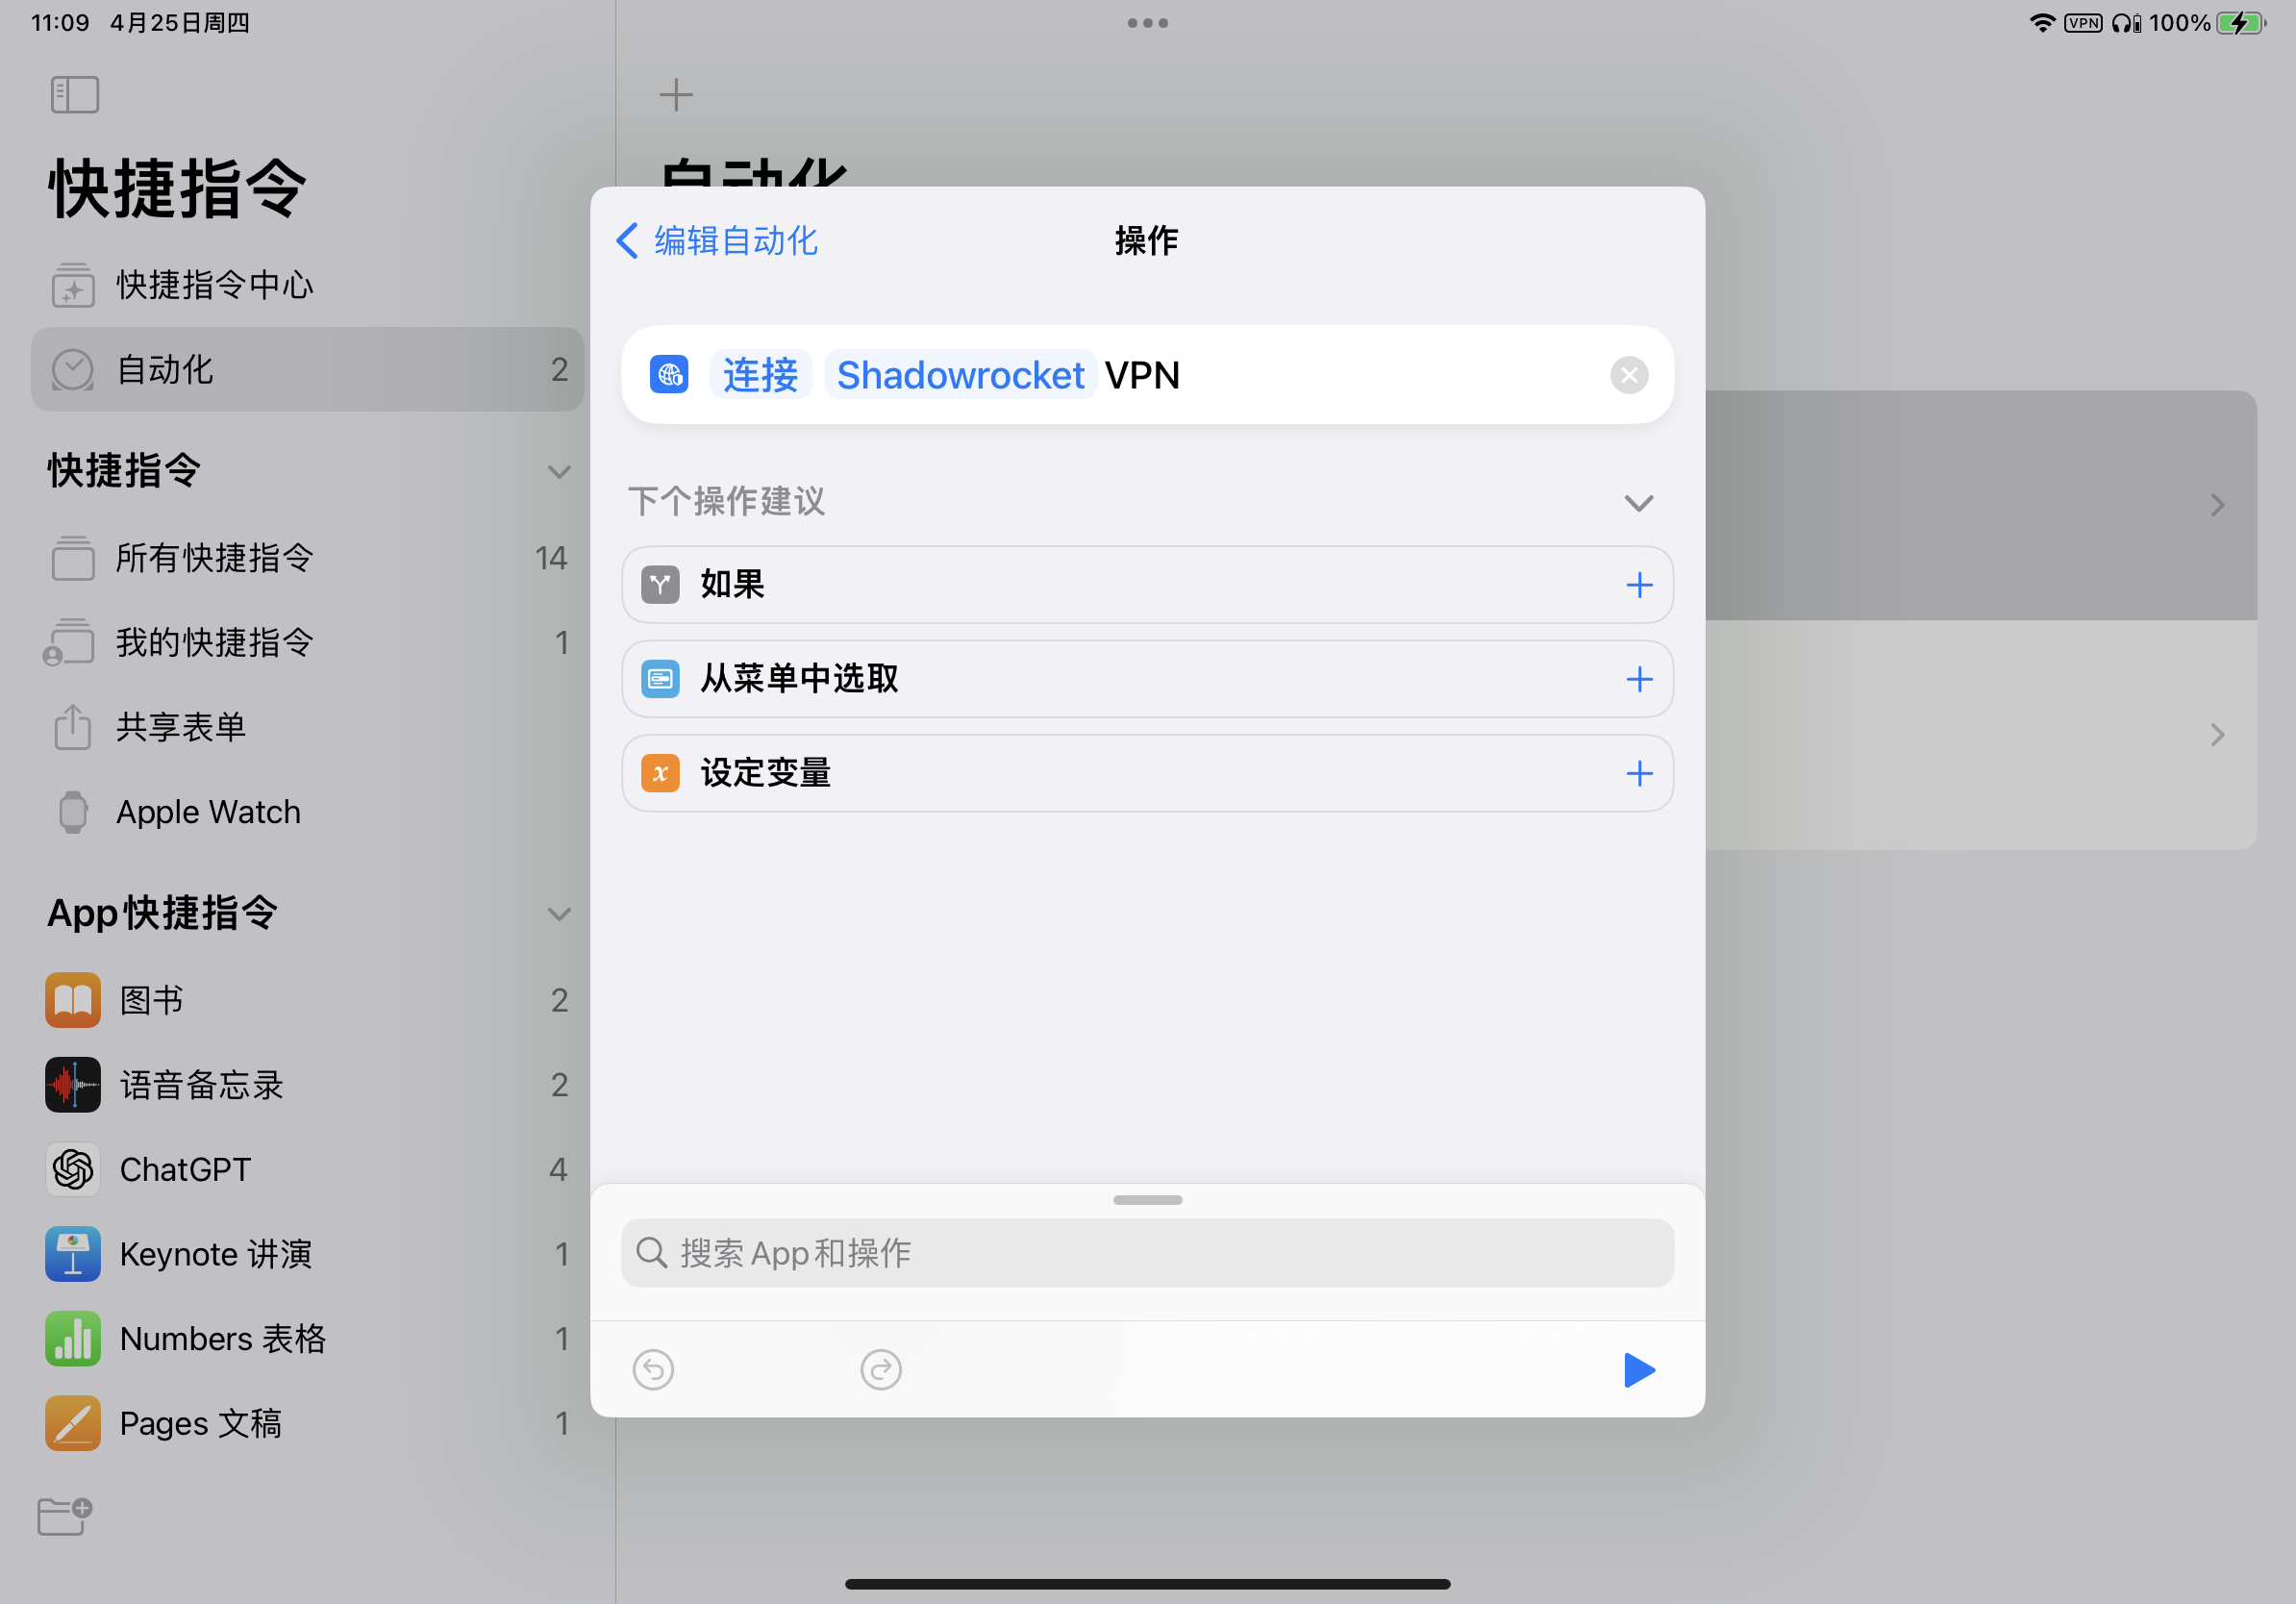 11:09 4月25日周四
VPN 100%
快捷指令
快捷指令中心
自动化 2
快捷指令
所有快捷指令 14
我的快捷指令 1
共享表单
Apple Watch
App快捷指令
图书 2
语音备忘录 2
ChatGPT 4
Keynote 讲演 1
Numbers 表格 1
Pages 文稿 1
自动化
编辑自动化
操作
连接 Shadowrocket VPN
下个操作建议
如果
从菜单中选取
x 设定变量
搜索 App 和操作